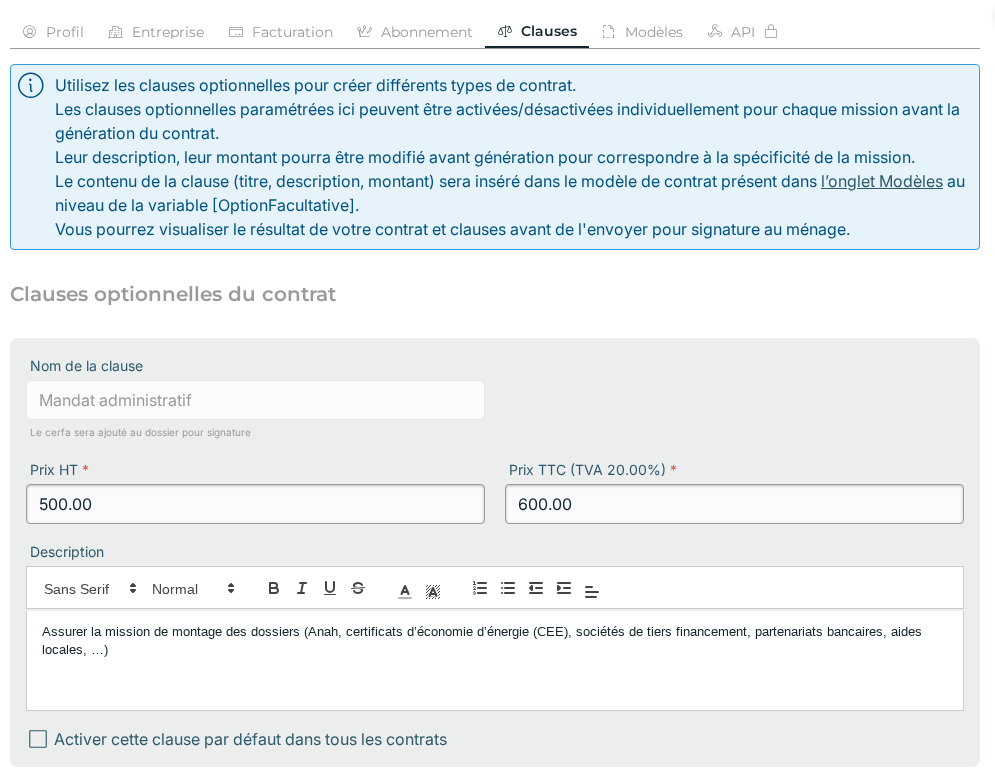 Profil Entreprise Facturation Abonnement Clauses Modèles API
Utilisez les clauses optionnelles pour créer différents types de contrat.
Les clauses optionnelles paramétrées ici peuvent être activées/désactivées individuellement pour chaque mission avant la
génération du contrat.
Leur description, leur montant pourra être modifié avant génération pour correspondre à la spécificité de la mission.
Le contenu de la clause (titre, description, montant) sera inséré dans le modèle de contrat présent dans l’onglet Modèles au
niveau de la variable [OptionFacultative].
Vous pourrez visualiser le résultat de votre contrat et clauses avant de l'envoyer pour signature au ménage.
Clauses optionnelles du contrat
Nom de la clause
Mandat administratif
Le cerfa sera ajouté au dossier pour signature
Prix HT * Prix TTC (TVA 20.00%) *
500.00 600.00
Description
Sans Serif Normal B I U S A A
Assurer la mission de montage des dossiers (Anah, certificats d’économie d’énergie (CEE), sociétés de tiers financement, partenariats bancaires, aides
locales, …)
Activer cette clause par défaut dans tous les contrats